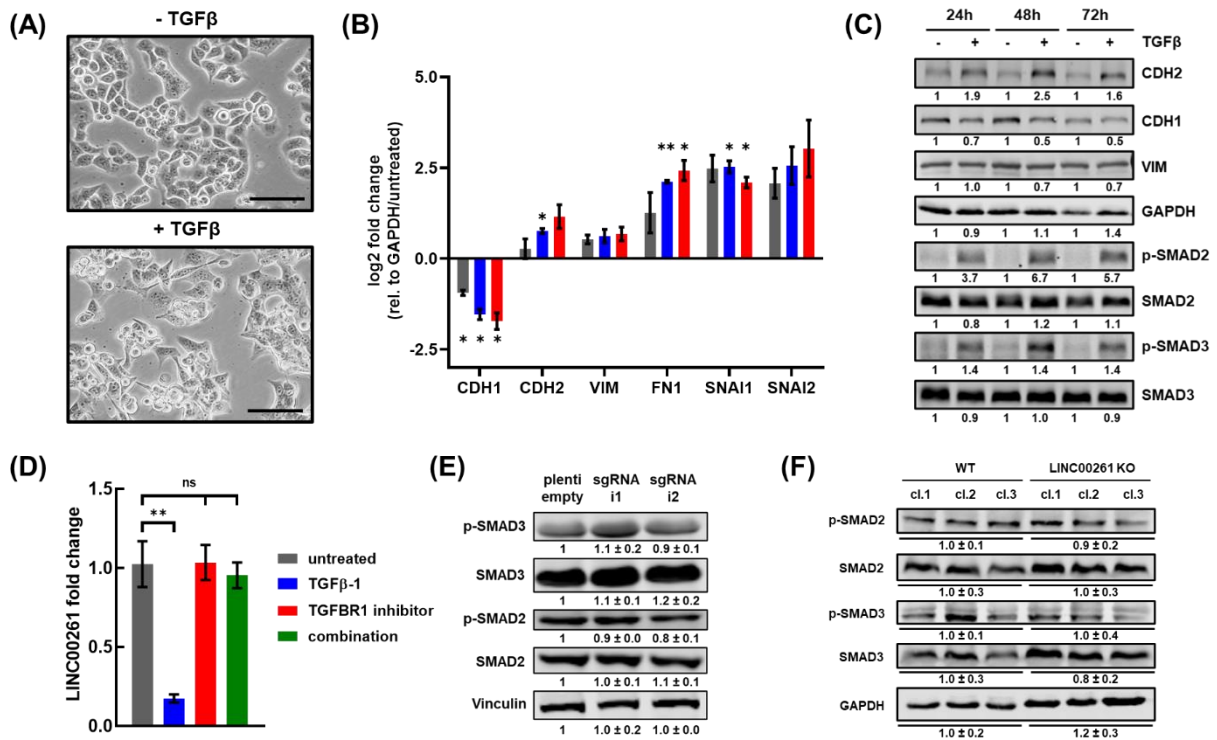 (A)
- TGFβ
+ TGFβ
(B)
log2 fold change
(rel. to GAPDH/untreated)
5.0
2.5
0.0
-2.5
* * *
*
** *
* *
CDH1 CDH2 VIM FN1 SNAI1 SNAI2
(C)
24h 48h 72h
- + - + - + TGFβ
CDH2
1 1.9 1 2.5 1 1.6
CDH1
1 0.7 1 0.5 1 0.5
VIM
1 1.0 1 0.7 1 0.7
GAPDH
1 0.9 1 1.1 1 1.4
p-SMAD2
1 3.7 1 6.7 1 5.7
SMAD2
1 0.8 1 1.2 1 1.1
p-SMAD3
1 1.4 1 1.4 1 1.4
SMAD3
1 0.9 1 1.0 1 0.9
(D)
LINC00261 fold change
1.5
1.0
0.5
0.0
ns
**
untreated
TGFβ-1
TGFBR1 inhibitor
combination
(E)
plenti sgRNA sgRNA
empty i1 i2
p-SMAD3
1 1.1 ± 0.2 0.9 ± 0.1
SMAD3
1 1.1 ± 0.1 1.2 ± 0.2
p-SMAD2
1 0.9 ± 0.0 0.8 ± 0.1
SMAD2
1 1.0 ± 0.1 1.1 ± 0.1
Vinculin
1 1.0 ± 0.2 1.0 ± 0.0
(F)
WT LINC00261 KO
cl.1 cl.2 cl.3 cl.1 cl.2 cl.3
p-SMAD2
1.0 ± 0.1 0.9 ± 0.2
SMAD2
1.0 ± 0.3 1.0 ± 0.3
p-SMAD3
1.0 ± 0.1 1.0 ± 0.4
SMAD3
1.0 ± 0.3 0.8 ± 0.2
GAPDH
1.0 ± 0.2 1.2 ± 0.3